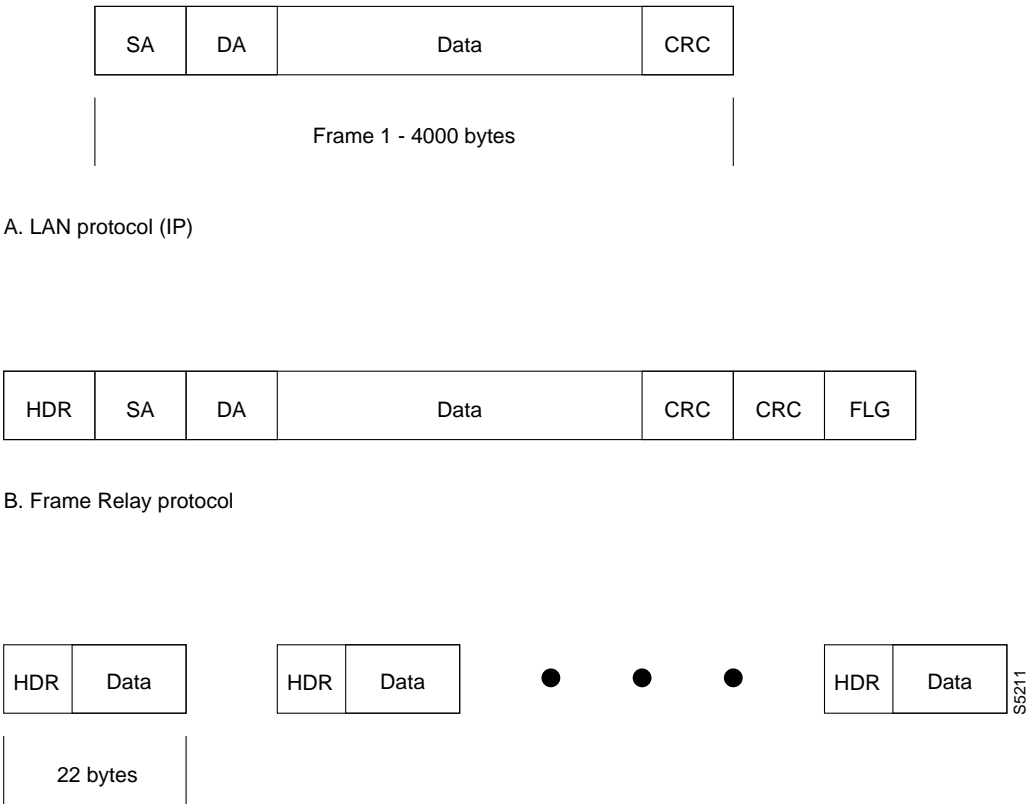 SA DA Data CRC
Frame 1 - 4000 bytes
A. LAN protocol (IP)
HDR SA DA Data CRC CRC FLG
B. Frame Relay protocol
HDR Data HDR Data HDR Data
S5211
22 bytes